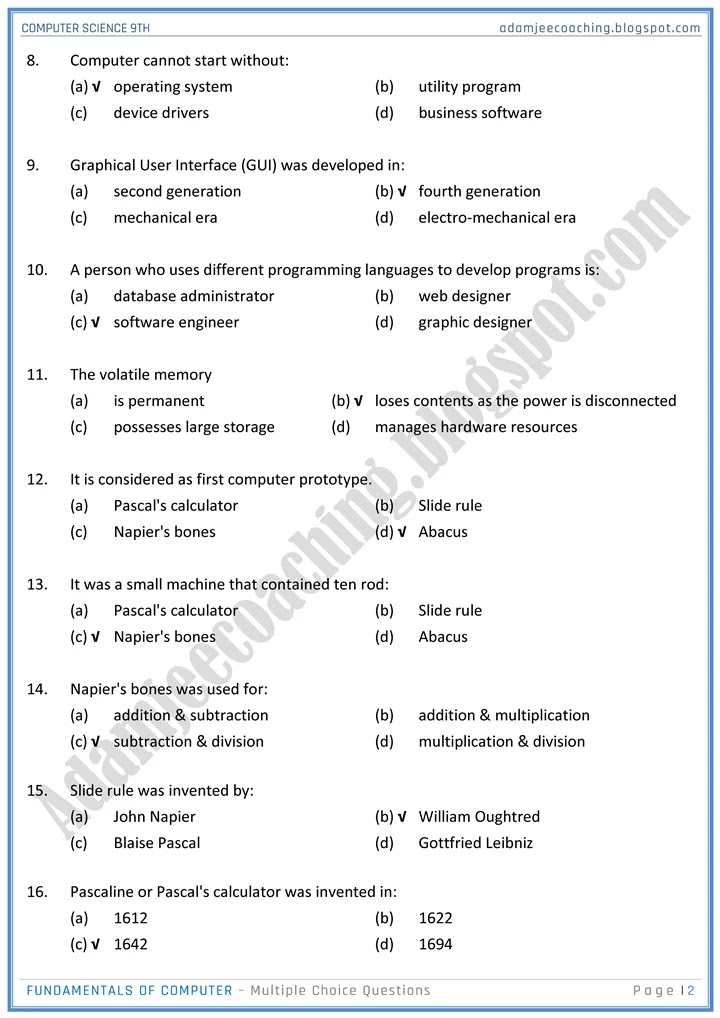 COMPUTER SCIENCE 9TH adamjeecoaching.blogspot.com
8. Computer cannot start without:
(a) √ operating system (b) utility program
(c) device drivers (d) business software
9. Graphical User Interface (GUI) was developed in:
(a) second generation (b) √ fourth generation
(c) mechanical era (d) electro-mechanical era
10. A person who uses different programming languages to develop programs is:
(a) database administrator (b) web designer
(c) √ software engineer (d) graphic designer
11. The volatile memory
(a) is permanent (b) √ loses contents as the power is disconnected
(c) possesses large storage (d) manages hardware resources
12. It is considered as first computer prototype.
(a) Pascal's calculator (b) Slide rule
(c) Napier's bones (d) √ Abacus
13. It was a small machine that contained ten rod:
(a) Pascal's calculator (b) Slide rule
(c) √ Napier's bones (d) Abacus
14. Napier's bones was used for:
(a) addition & subtraction (b) addition & multiplication
(c) √ subtraction & division (d) multiplication & division
15. Slide rule was invented by:
(a) John Napier (b) √ William Oughtred
(c) Blaise Pascal (d) Gottfried Leibniz
16. Pascaline or Pascal's calculator was invented in:
(a) 1612 (b) 1622
(c) √ 1642 (d) 1694
Adamjeecoaching.blogspot.com
FUNDAMENTALS OF COMPUTER – Multiple Choice Questions Page | 2